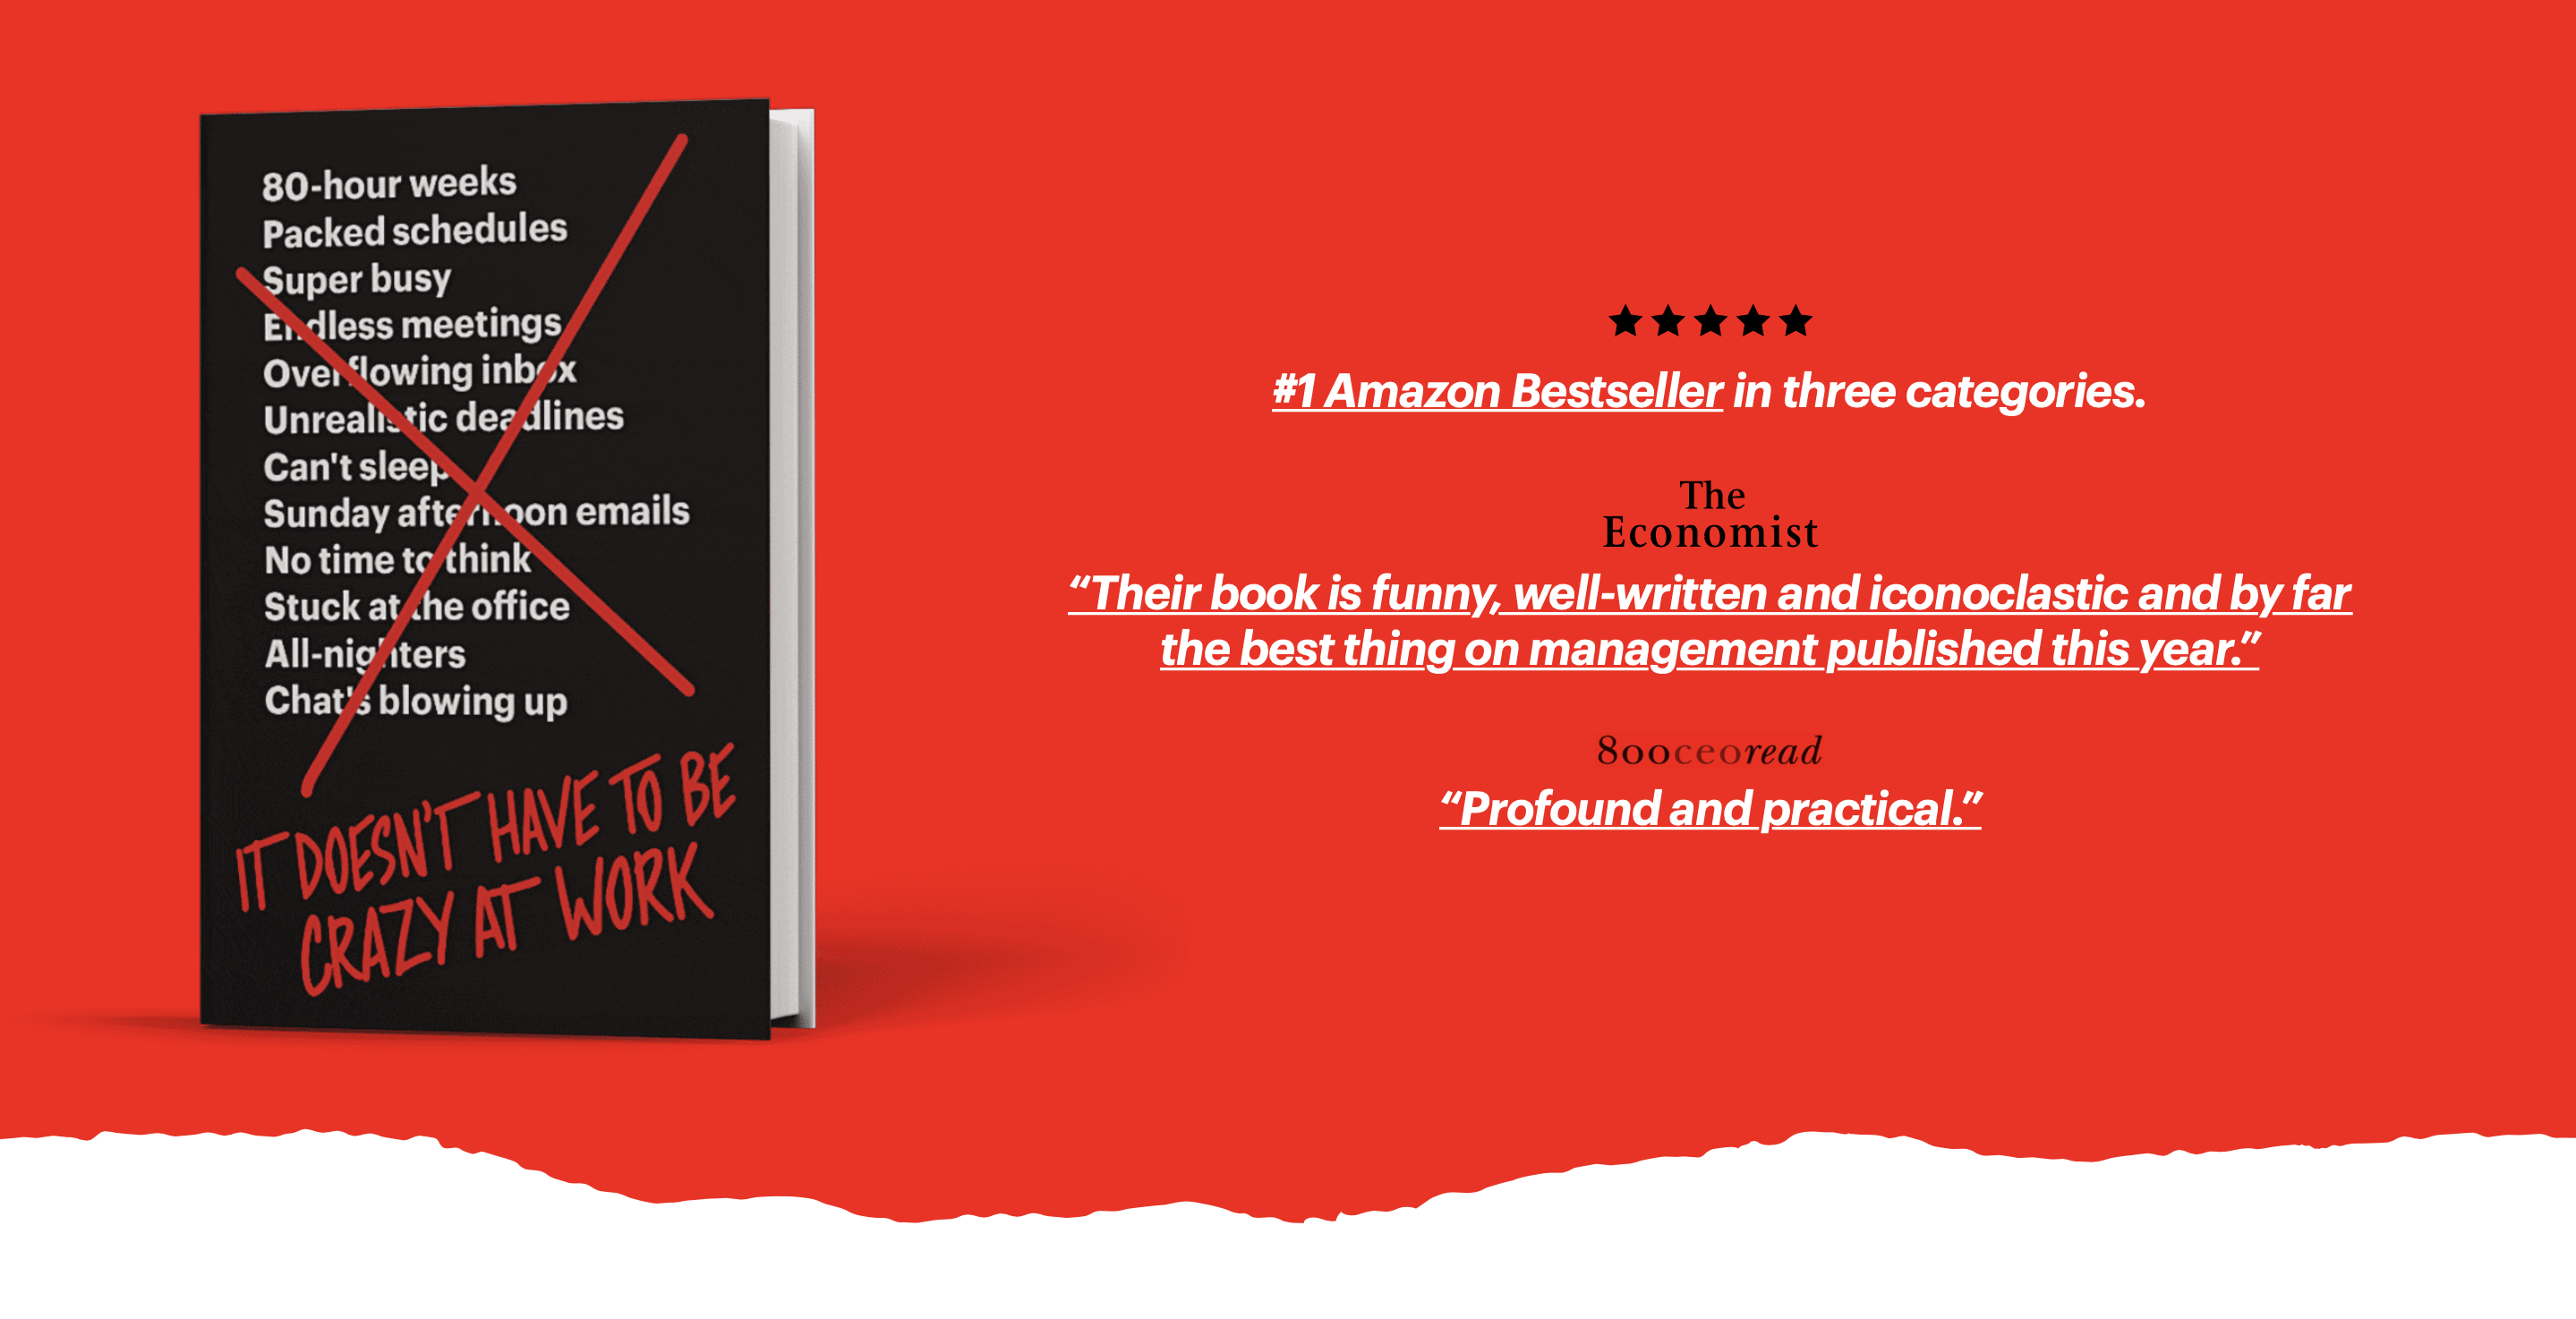 80-hour weeks
Packed schedules
Super busy
Endless meetings
Overflowing inbox
Unrealistic deadlines
Can't sleep
Sunday afternoon emails
No time to think
Stuck at the office
All-nighters
Chat's blowing up
IT DOESN'T HAVE TO BE
CRAZY AT WORK
#1 Amazon Bestseller in three categories.
The
Economist
“Their book is funny, well-written and iconoclastic and by far
the best thing on management published this year.”
800ceoread
“Profound and practical.”